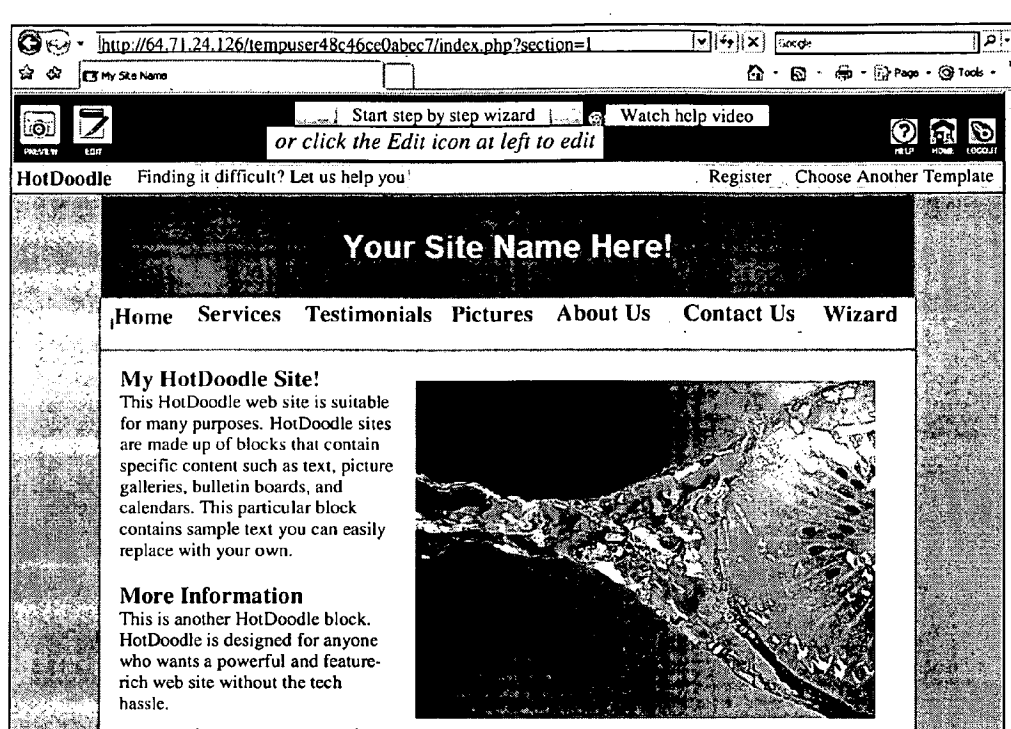 http://64.71.24.126/tempuser48c46ce0abec7/index.php?section=1
Google
My Site Name
Page
Tools
Start step by step wizard
Watch help video
or click the Edit icon at left to edit
PREVIEW
EDIT
HELP
HOME
LOGOUT
HotDoodle
Finding it difficult? Let us help you!
Register
Choose Another Template
Your Site Name Here!
Home
Services
Testimonials
Pictures
About Us
Contact Us
Wizard
My HotDoodle Site!
This HotDoodle web site is suitable
for many purposes. HotDoodle sites
are made up of blocks that contain
specific content such as text, picture
galleries, bulletin boards, and
calendars. This particular block
contains sample text you can easily
replace with your own.
More Information
This is another HotDoodle block.
HotDoodle is designed for anyone
who wants a powerful and feature-
rich web site without the tech
hassle.